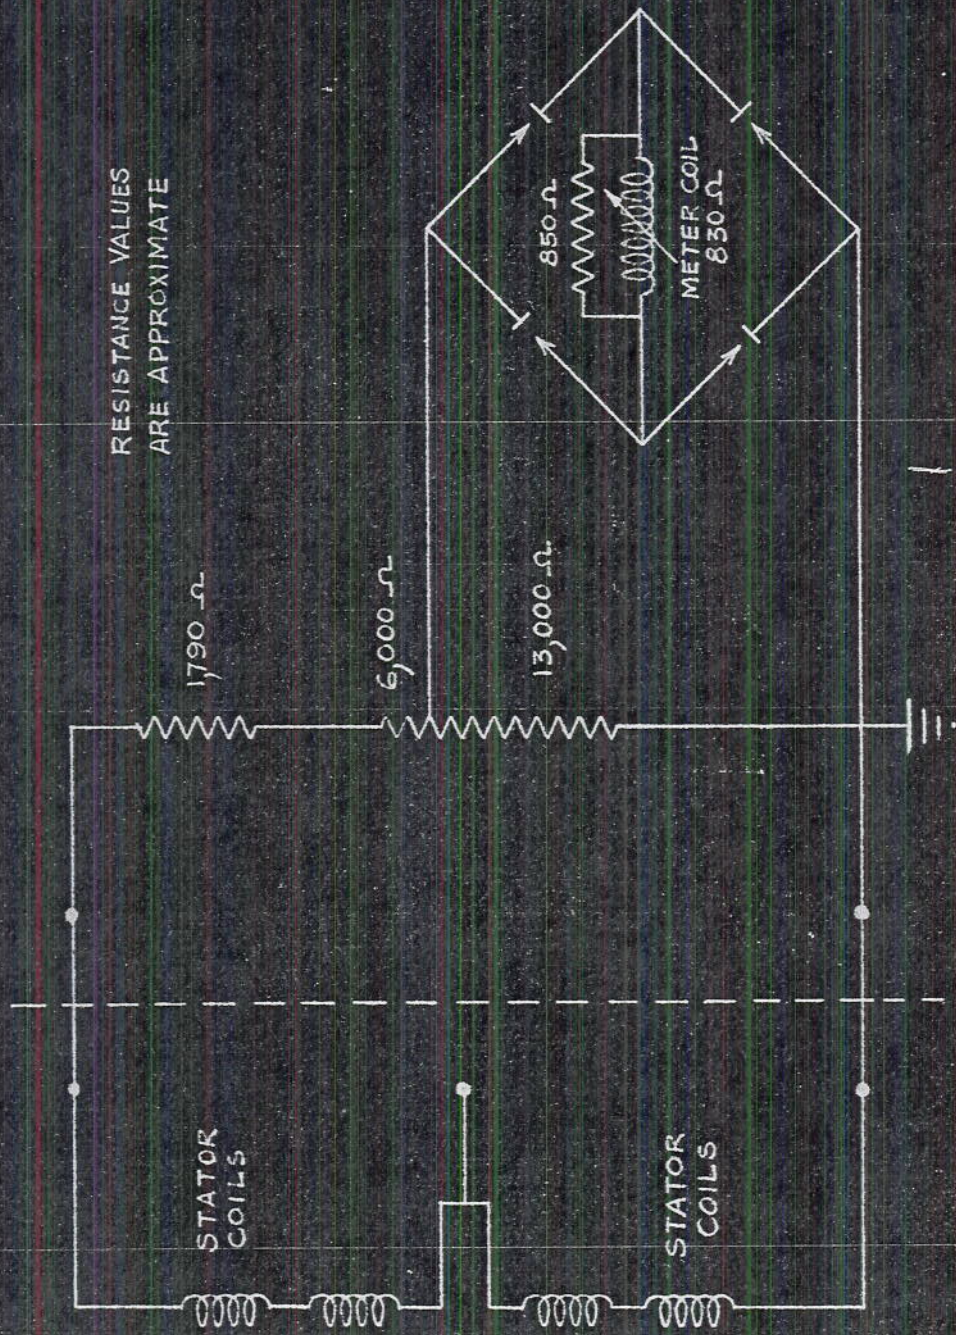 RESISTANCE VALUES
ARE APPROXIMATE
1,790 Ω
6,000 Ω
13,000 Ω
850 Ω
METER COIL
830 Ω
STATOR
COILS
STATOR
COILS